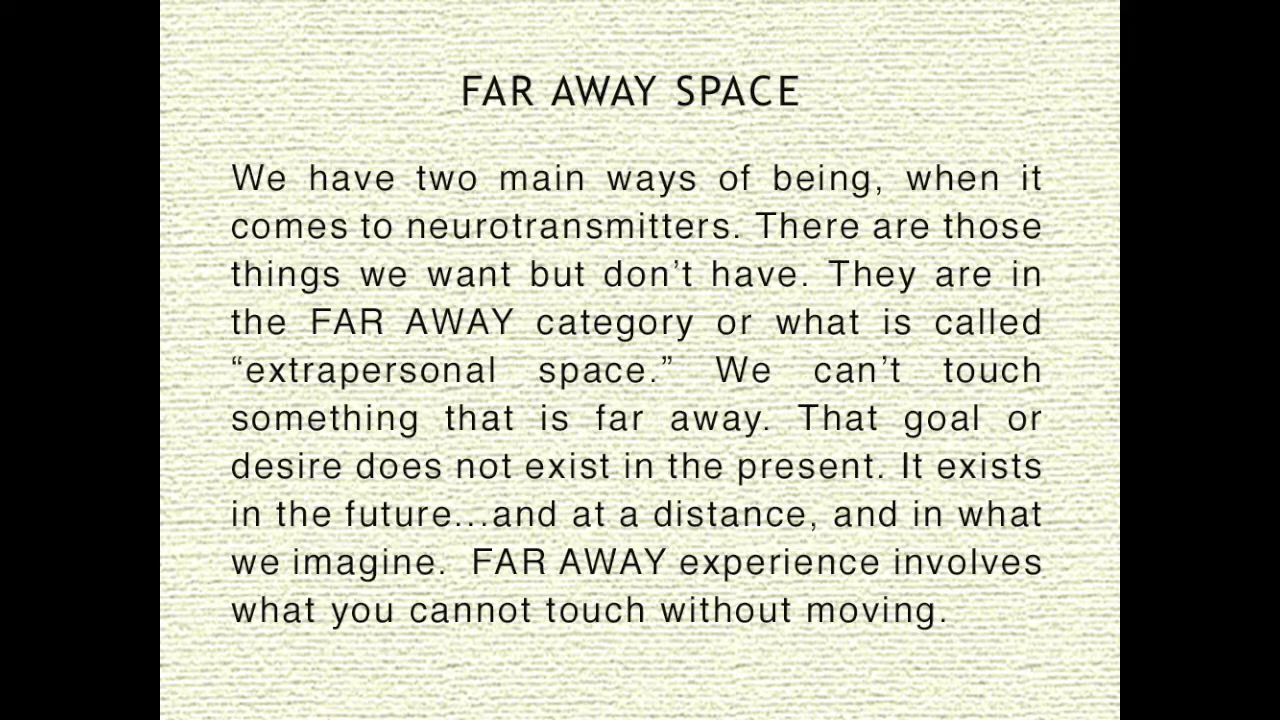 FAR AWAY SPACE
We have two main ways of being, when it
comes to neurotransmitters. There are those
things we want but don’t have. They are in
the FAR AWAY category or what is called
“extrapersonal space.” We can’t touch
something that is far away. That goal or
desire does not exist in the present. It exists
in the future...and at a distance, and in what
we imagine.  FAR AWAY experience involves
what you cannot touch without moving.